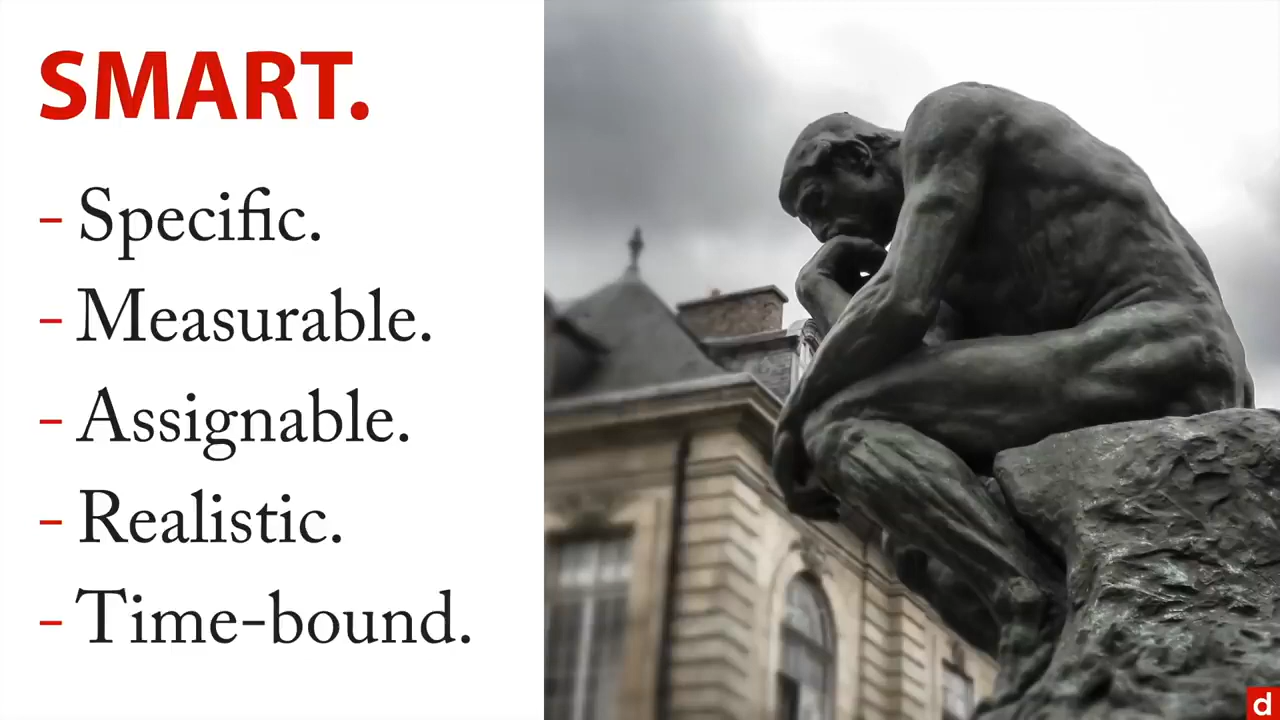 SMART.
- Specific.
- Measurable.
- Assignable.
- Realistic.
- Time-bound.
d